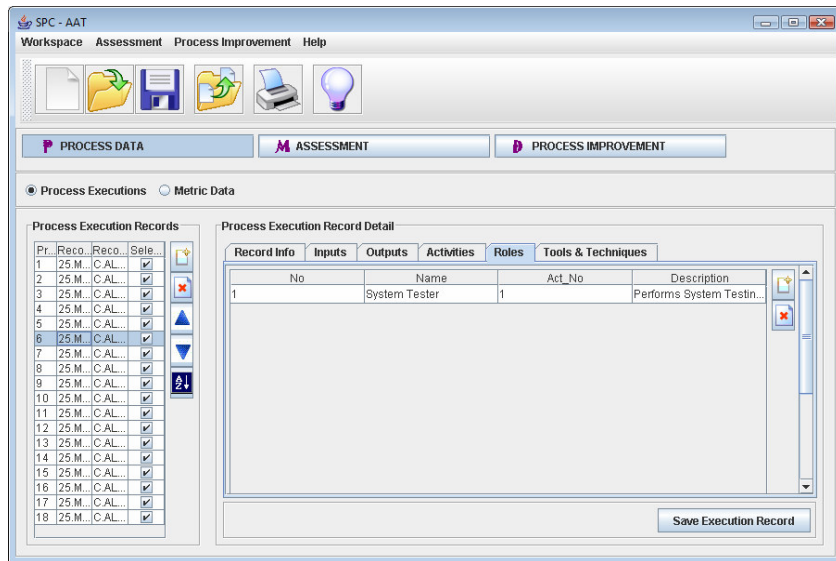 SPC - AAT
Workspace Assessment Process Improvement Help
P PROCESS DATA M ASSESSMENT D PROCESS IMPROVEMENT
Process Executions Metric Data
Process Execution Records
Pr... Reco... Reco... Sele...
1 25.M... C.AL...
2 25.M... C.AL...
3 25.M... C.AL...
4 25.M... C.AL...
5 25.M... C.AL...
6 25.M... C.AL...
7 25.M... C.AL...
8 25.M... C.AL...
9 25.M... C.AL...
10 25.M... C.AL...
11 25.M... C.AL...
12 25.M... C.AL...
13 25.M... C.AL...
14 25.M... C.AL...
15 25.M... C.AL...
16 25.M... C.AL...
17 25.M... C.AL...
18 25.M... C.AL...
A Z
Process Execution Record Detail
Record Info Inputs Outputs Activities Roles Tools & Techniques
No Name Act_No Description
1 System Tester 1 Performs System Testin...
Save Execution Record